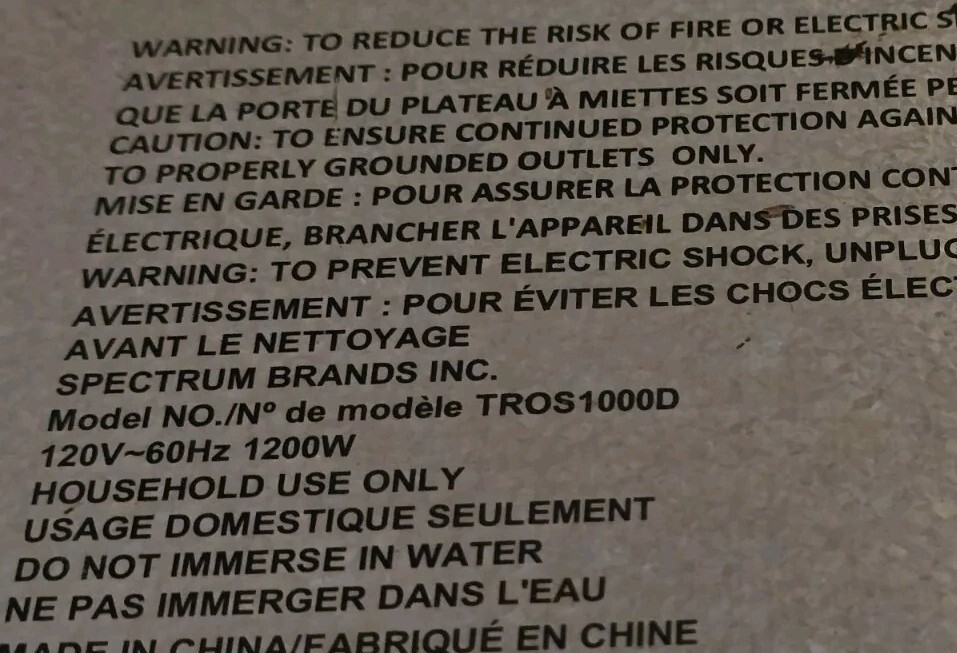 WARNING: TO REDUCE THE RISK OF FIRE OR ELECTRIC
AVERTISSEMENT : POUR RÉDUIRE LES RISQUES
QUE LA PORTE DU PLATEAU À MIETTES SOIT FERMÉE
CAUTION: TO ENSURE CONTINUED PROTECTION
TO PROPERLY GROUNDED OUTLETS ONLY.
MISE EN GARDE : POUR ASSURER LA PROTECTION
ÉLECTRIQUE, BRANCHER L'APPAREIL DANS DES PRISES
WARNING: TO PREVENT ELECTRIC SHOCK,
AVERTISSEMENT : POUR ÉVITER LES CHOCS
AVANT LE NETTOYAGE
SPECTRUM BRANDS INC.
Model NO./Nº de modèle TROS1000D
120V~60Hz 1200W
HOUSEHOLD USE ONLY
USAGE DOMESTIQUE SEULEMENT
DO NOT IMMERSE IN WATER
NE PAS IMMERGER DANS L'EAU
MADE IN CHINA/FABRIQUÉ EN CHINE